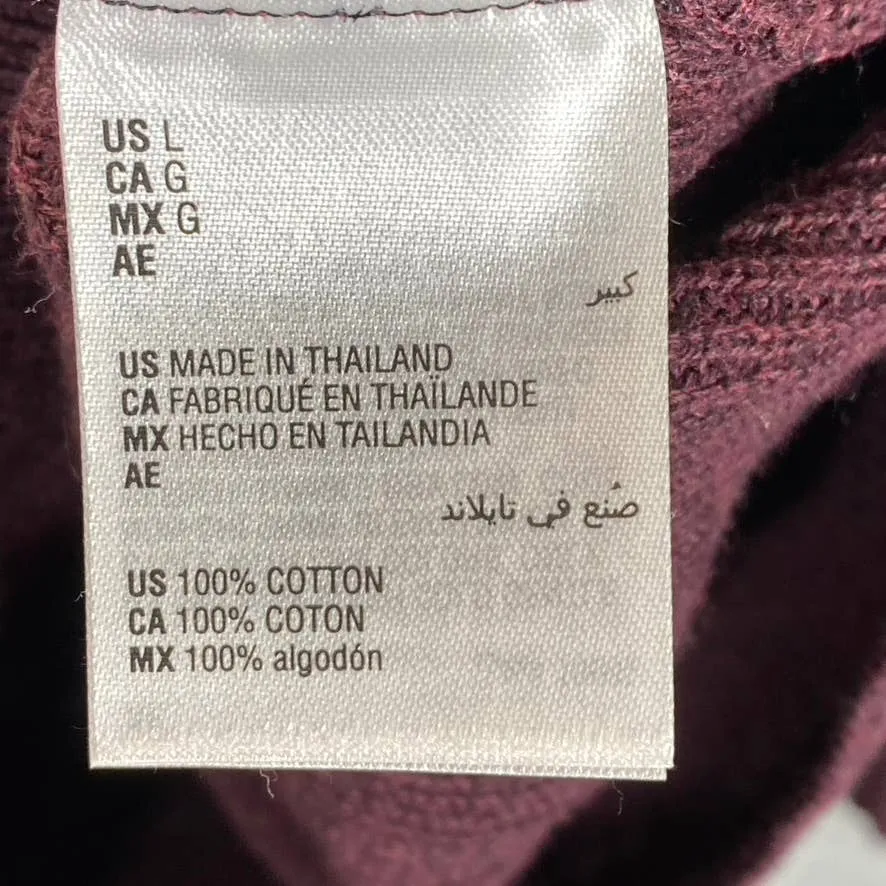 US L
CA G
MX G
AE
كبير
US MADE IN THAILAND
CA FABRIQUÉ EN THAÏLANDE
MX HECHO EN TAILANDIA
AE
صُنع في تايلاند
US 100% COTTON
CA 100% COTON
MX 100% algodón